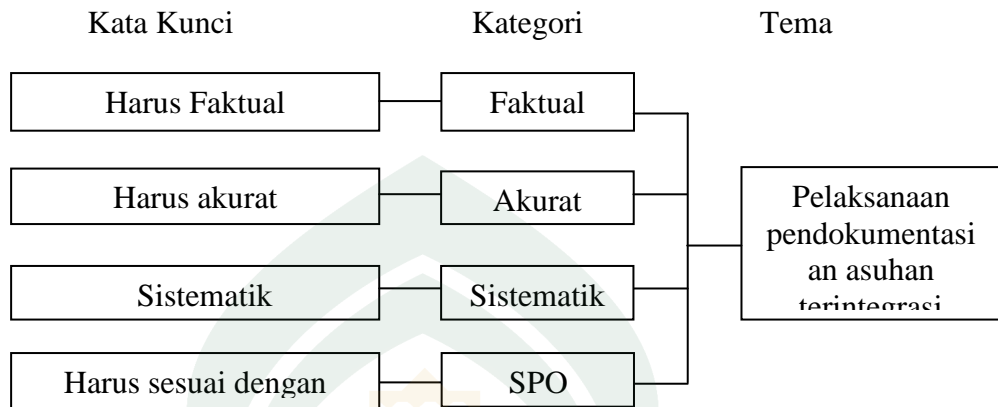 Kata Kunci Kategori Tema
Harus Faktual Faktual
Harus akurat Akurat
Pelaksanaan
pendokumentasi
an asuhan
terintegrasi
Sistematik Sistematik
Harus sesuai dengan SPO